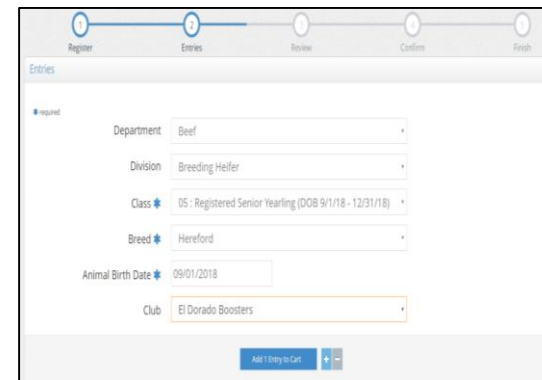 1 2 3 4 5
Register Entries Review Confirm Finish
Entries
✱ required
Department Beef
Division Breeding Heifer
Class ✱ 05 : Registered Senior Yearling (DOB 9/1/18 - 12/31/18)
Breed ✱ Hereford
Animal Birth Date ✱ 09/01/2018
Club El Dorado Boosters
Add 1 Entry to Cart + -